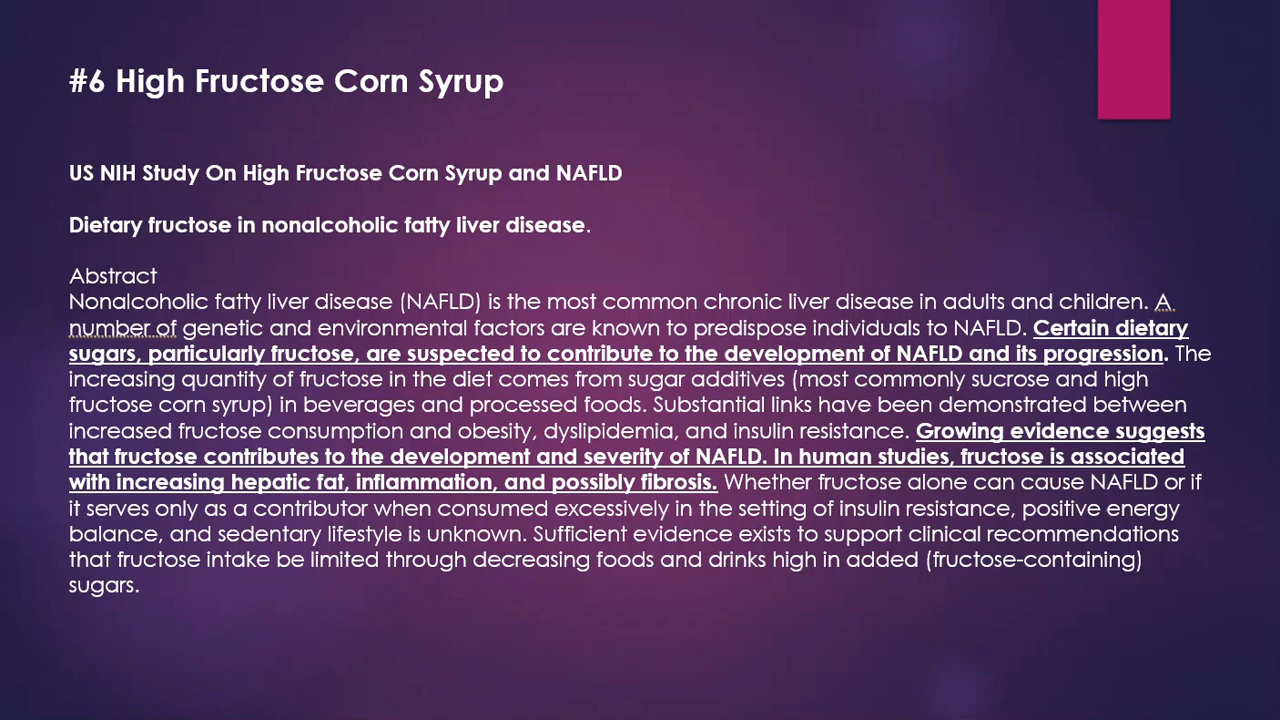 #6 High Fructose Corn Syrup
US NIH Study On High Fructose Corn Syrup and NAFLD
Dietary fructose in nonalcoholic fatty liver disease.
Abstract
Nonalcoholic fatty liver disease (NAFLD) is the most common chronic liver disease in adults and children. A
number of genetic and environmental factors are known to predispose individuals to NAFLD. Certain dietary
sugars, particularly fructose, are suspected to contribute to the development of NAFLD and its progression. The
increasing quantity of fructose in the diet comes from sugar additives (most commonly sucrose and high
fructose corn syrup) in beverages and processed foods. Substantial links have been demonstrated between
increased fructose consumption and obesity, dyslipidemia, and insulin resistance. Growing evidence suggests
that fructose contributes to the development and severity of NAFLD. In human studies, fructose is associated
with increasing hepatic fat, inflammation, and possibly fibrosis. Whether fructose alone can cause NAFLD or if
it serves only as a contributor when consumed excessively in the setting of insulin resistance, positive energy
balance, and sedentary lifestyle is unknown. Sufficient evidence exists to support clinical recommendations
that fructose intake be limited through decreasing foods and drinks high in added (fructose-containing)
sugars.